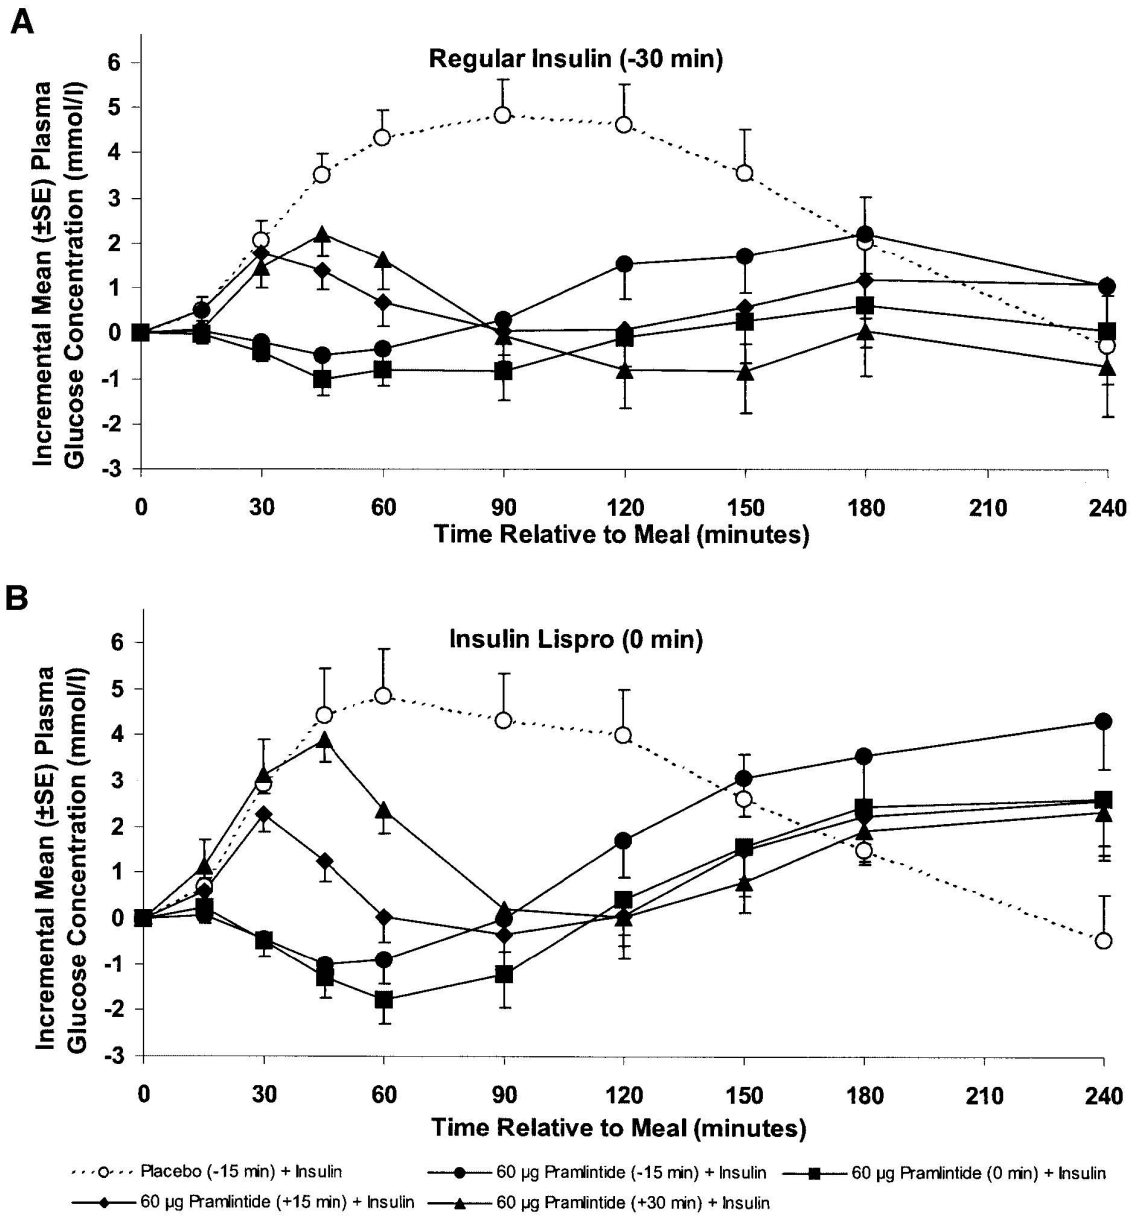 A
Regular Insulin (-30 min)
Incremental Mean (±SE) Plasma
Glucose Concentration (mmol/l)
6
5
4
3
2
1
0
-1
-2
-3
0 30 60 90 120 150 180 210 240
Time Relative to Meal (minutes)
B
Insulin Lispro (0 min)
Incremental Mean (±SE) Plasma
Glucose Concentration (mmol/l)
6
5
4
3
2
1
0
-1
-2
-3
0 30 60 90 120 150 180 210 240
Time Relative to Meal (minutes)
Placebo (-15 min) + Insulin 60 µg Pramlintide (-15 min) + Insulin 60 µg Pramlintide (0 min) + Insulin
60 µg Pramlintide (+15 min) + Insulin 60 µg Pramlintide (+30 min) + Insulin